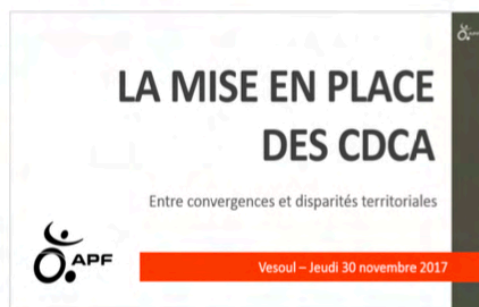 LA MISE EN PLACE
DES CDCA
Entre convergences et disparités territoriales
APF
Vesoul – Jeudi 30 novembre 2017